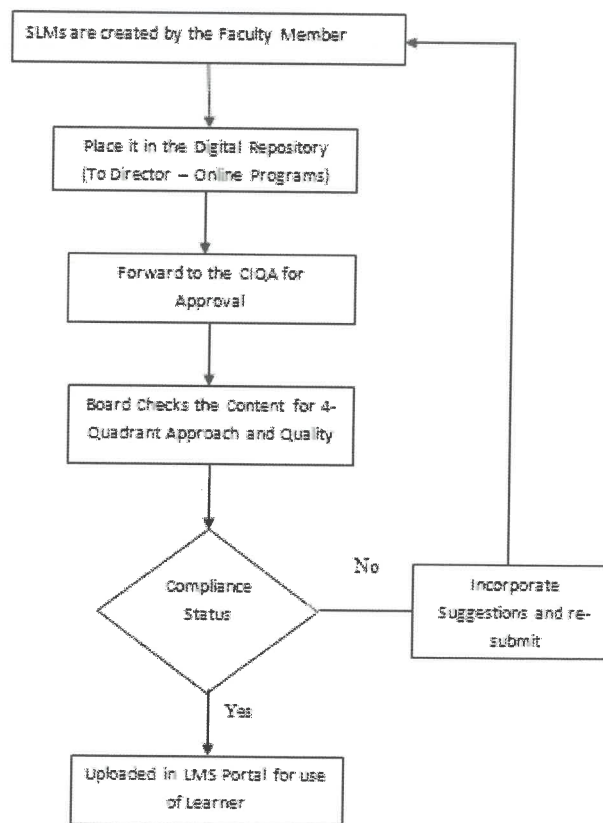 SLMs are created by the Faculty Member
Place it in the Digital Repository
(To Director – Online Programs)
Forward to the CIQA for
Approval
Board Checks the Content for 4-
Quadrant Approach and Quality
Compliance
Status
No
Incorporate
Suggestions and re-
submit
Yes
Uploaded in LMS Portal for use
of Learner